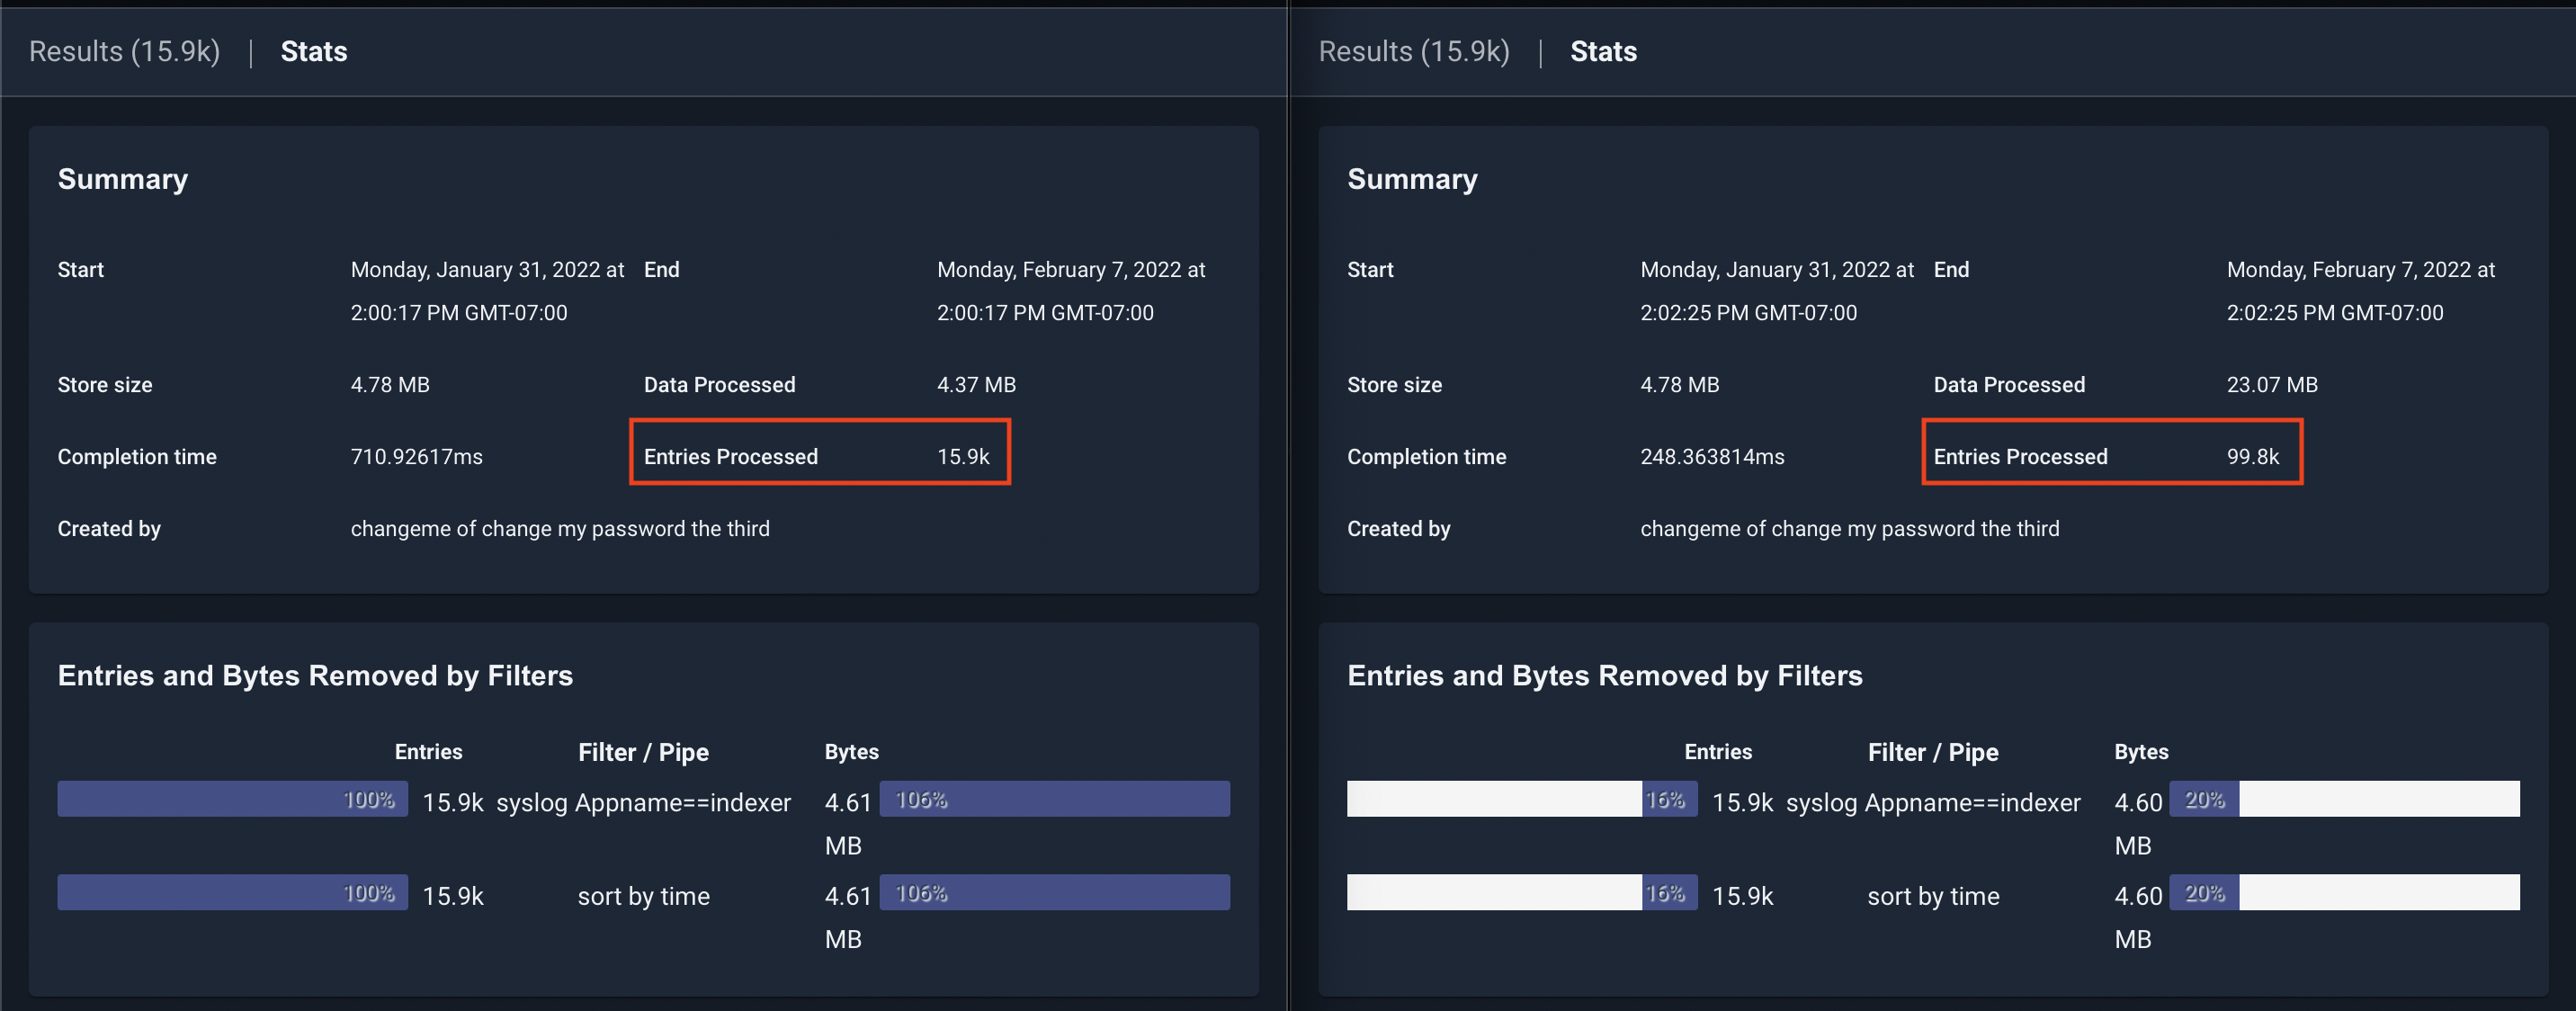 Results (15.9k) | Stats
Summary
Start Monday, January 31, 2022 at End Monday, February 7, 2022 at
2:00:17 PM GMT-07:00 2:00:17 PM GMT-07:00
Store size 4.78 MB Data Processed 4.37 MB
Completion time 710.92617ms Entries Processed 15.9k
Created by changeme of change my password the third
Entries and Bytes Removed by Filters
Entries Filter / Pipe Bytes
100% 15.9k syslog Appname==indexer 4.61 106%
MB
100% 15.9k sort by time 4.61 106%
MB
Results (15.9k) | Stats
Summary
Start Monday, January 31, 2022 at End Monday, February 7, 2022 at
2:02:25 PM GMT-07:00 2:02:25 PM GMT-07:00
Store size 4.78 MB Data Processed 23.07 MB
Completion time 248.363814ms Entries Processed 99.8k
Created by changeme of change my password the third
Entries and Bytes Removed by Filters
Entries Filter / Pipe Bytes
16% 15.9k syslog Appname==indexer 4.60 20%
MB
16% 15.9k sort by time 4.60 20%
MB